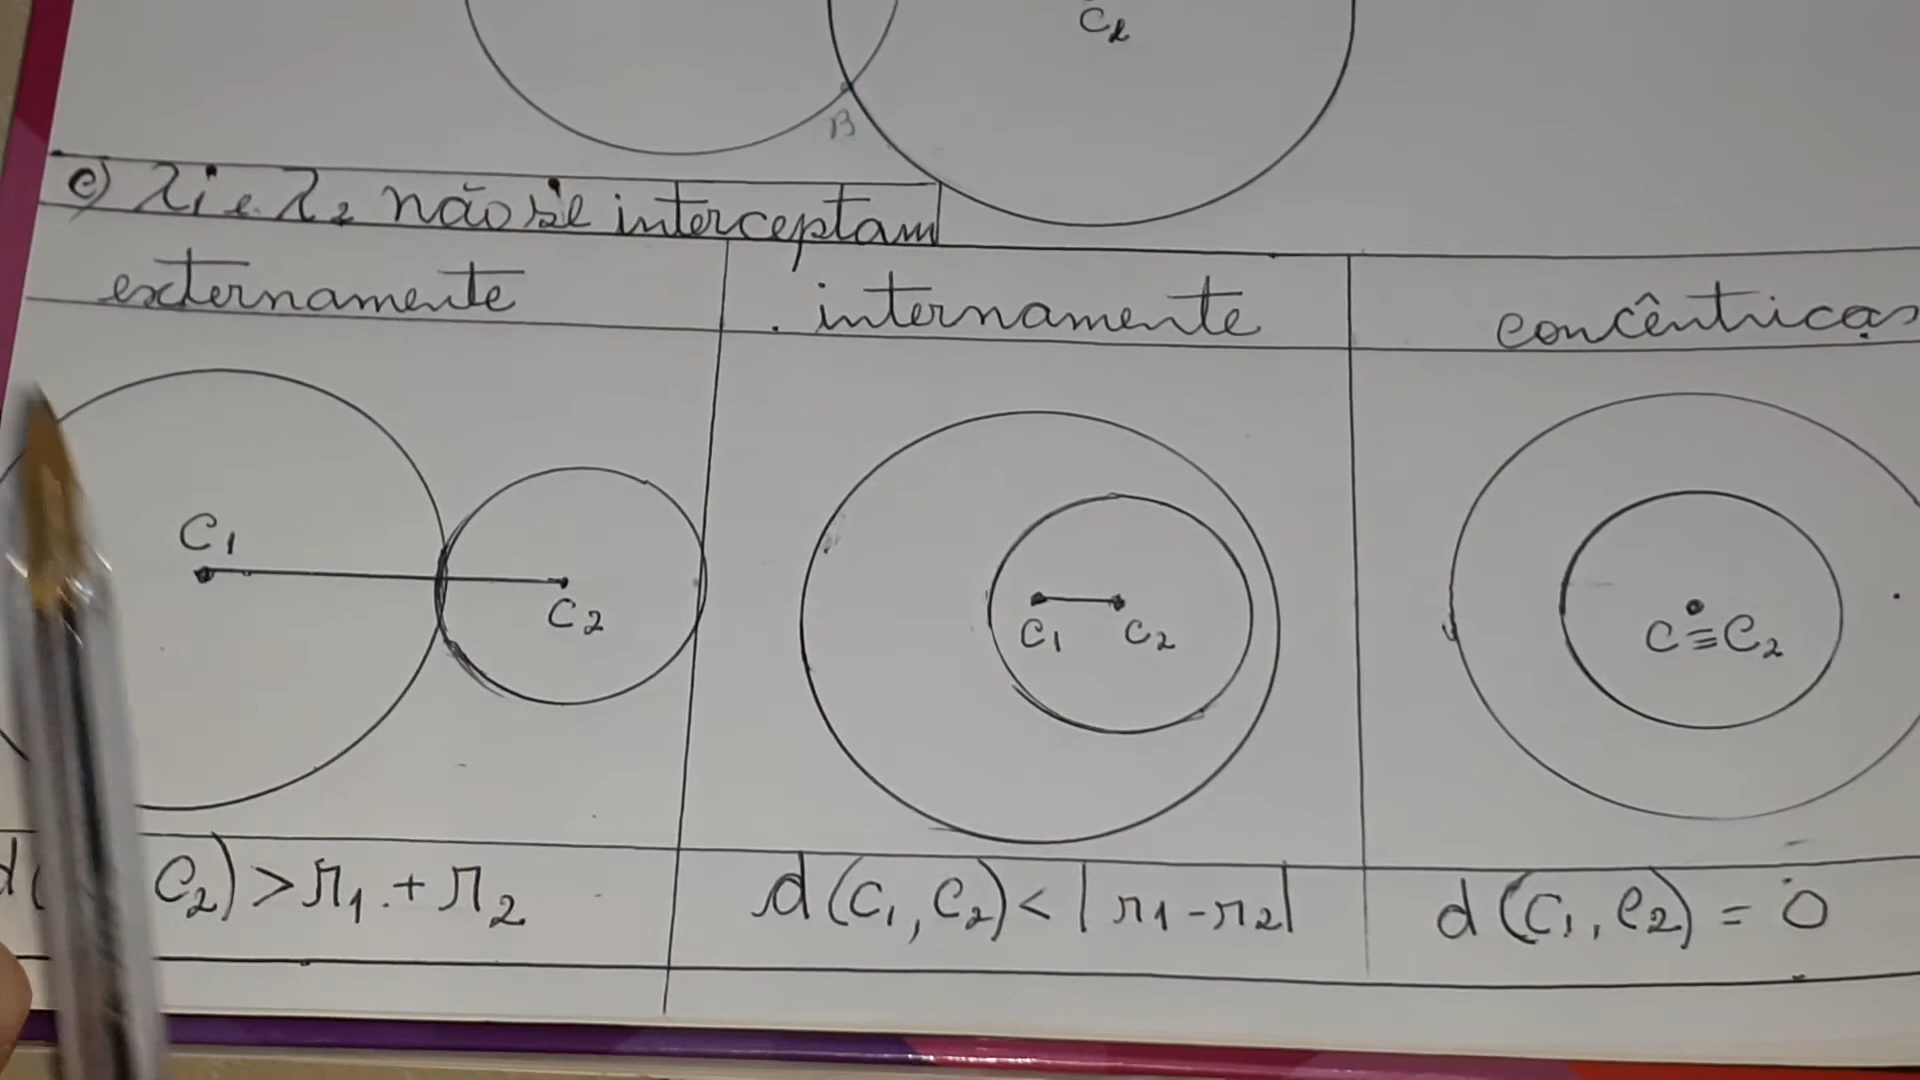 C₂
B
c) λ₁ e λ₂ não se interceptam
externamente
internamente
concêntricas
C₁
C₂
C₁ C₂
C≡C₂
d( C₂) > r₁ + r₂
d(C₁, C₂) < |r₁ - r₂|
d(C₁, C₂) = 0